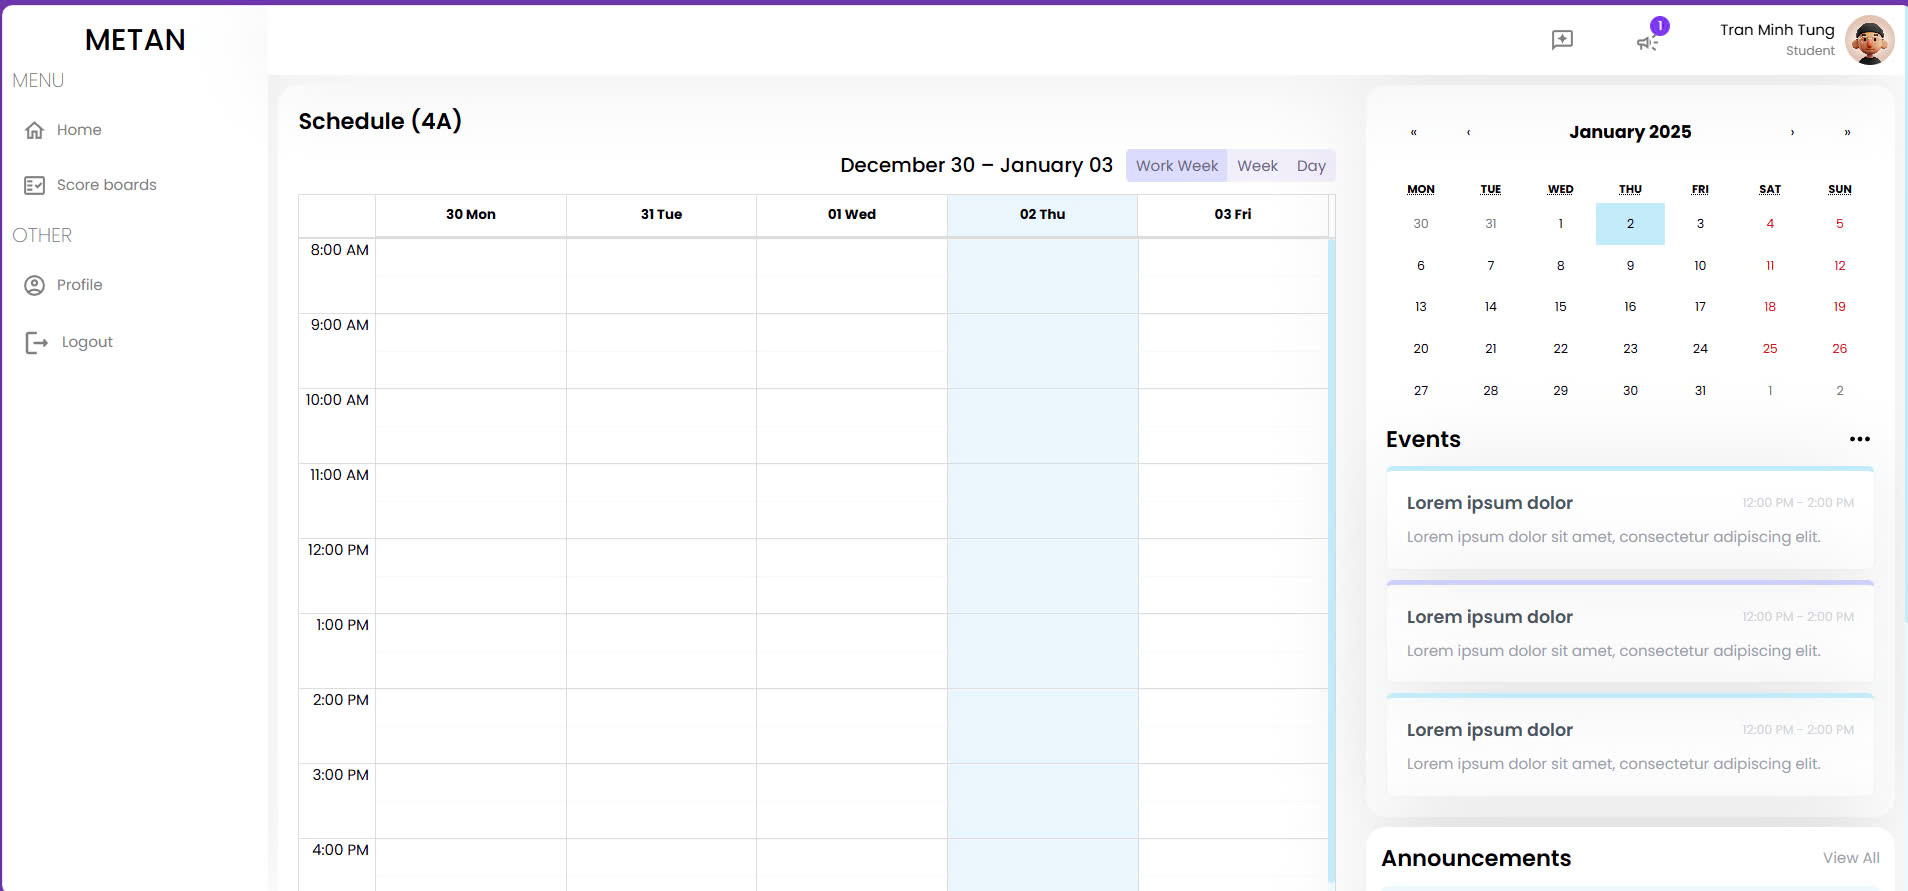 METAN
MENU
Home
Score boards
OTHER
Profile
Logout
1
Tran Minh Tung
Student
Schedule (4A)
December 30 – January 03 Work Week Week Day
30 Mon 31 Tue 01 Wed 02 Thu 03 Fri
8:00 AM
9:00 AM
10:00 AM
11:00 AM
12:00 PM
1:00 PM
2:00 PM
3:00 PM
4:00 PM
« ‹ January 2025 › »
MON TUE WED THU FRI SAT SUN
30 31 1 2 3 4 5
6 7 8 9 10 11 12
13 14 15 16 17 18 19
20 21 22 23 24 25 26
27 28 29 30 31 1 2
Events
Lorem ipsum dolor 12:00 PM - 2:00 PM
Lorem ipsum dolor sit amet, consectetur adipiscing elit.
Lorem ipsum dolor 12:00 PM - 2:00 PM
Lorem ipsum dolor sit amet, consectetur adipiscing elit.
Lorem ipsum dolor 12:00 PM - 2:00 PM
Lorem ipsum dolor sit amet, consectetur adipiscing elit.
Announcements View All